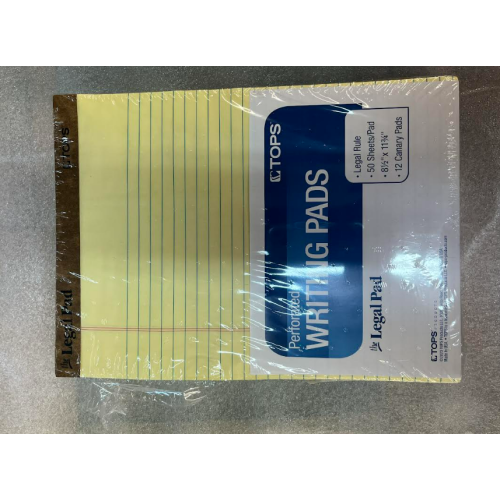 TOPS
the Legal Pad
TOPS
Perforated
WRITING PADS
• Legal Rule
• 50 Sheets/Pad
• 8½" x 11¾"
• 12 Canary Pads
the Legal Pad
TOPS